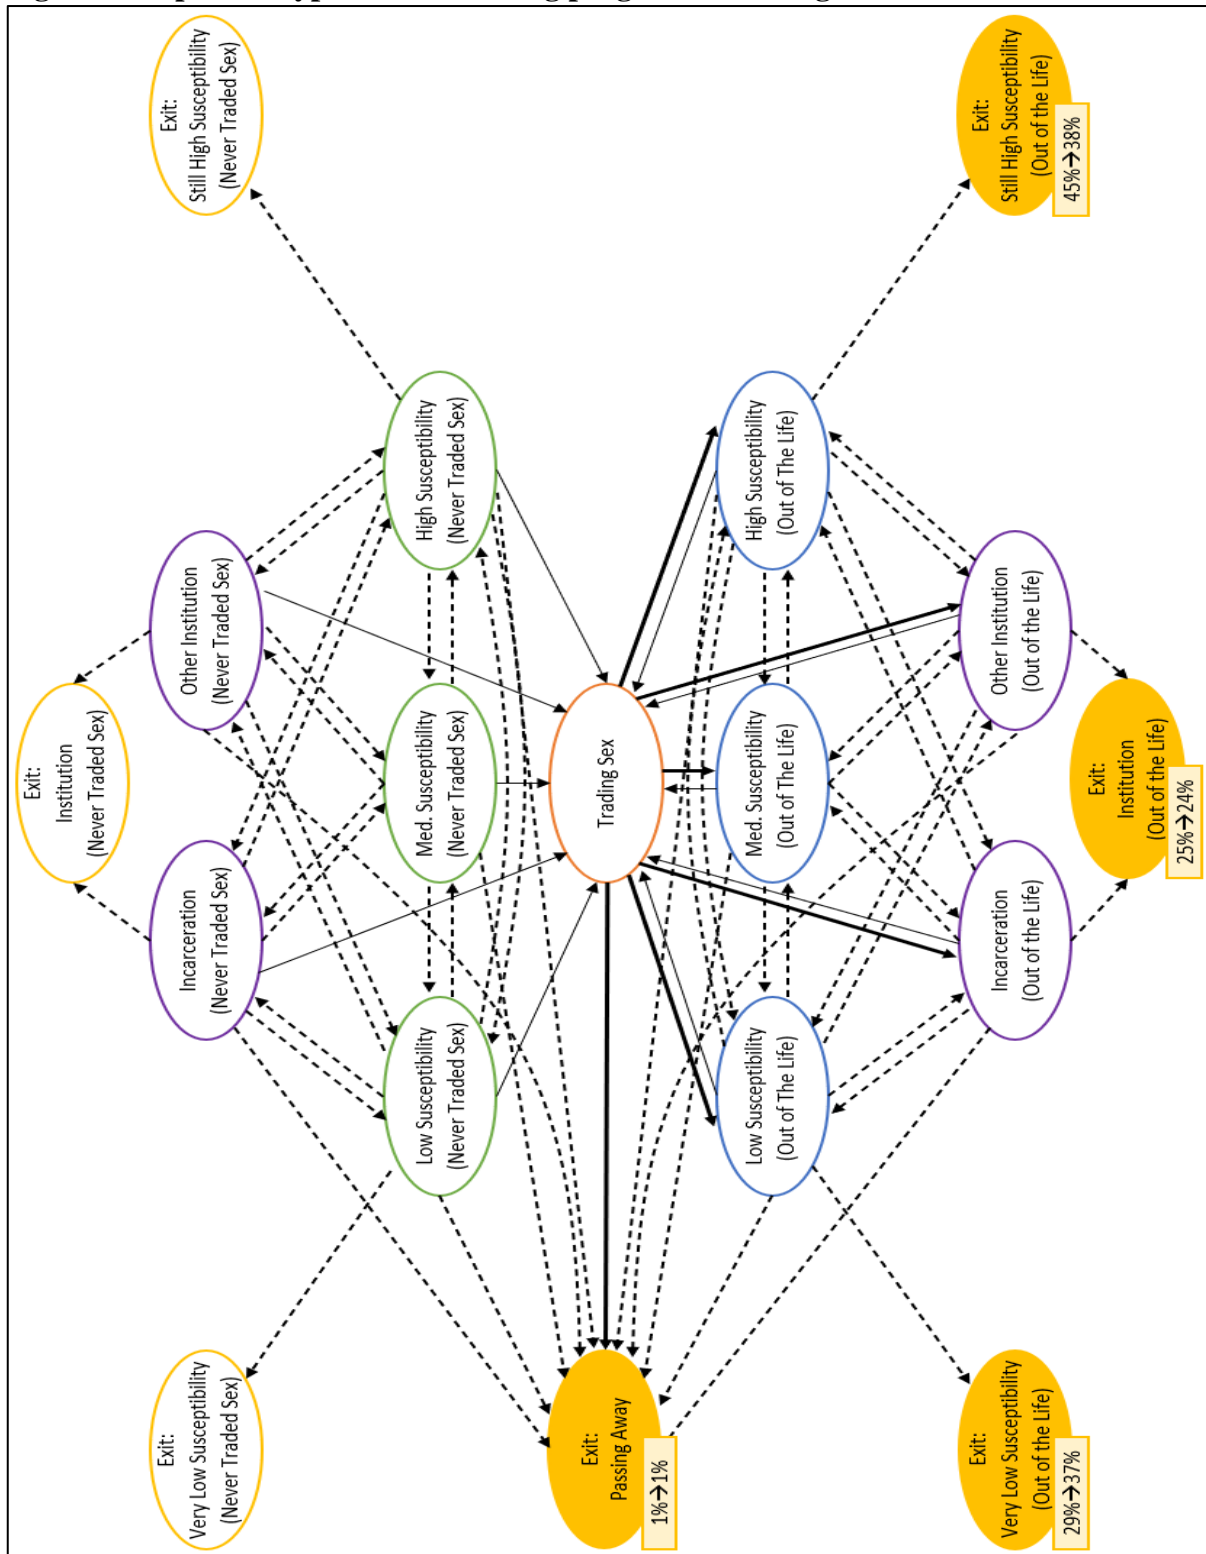 Exit:
Institution
(Never Traded Sex)
Exit:
Very Low Susceptibility
(Never Traded Sex)
Incarceration
(Never Traded Sex)
Other Institution
(Never Traded Sex)
Exit:
Still High Susceptibility
(Never Traded Sex)
Low Susceptibility
(Never Traded Sex)
Med. Susceptibility
(Never Traded Sex)
High Susceptibility
(Never Traded Sex)
Exit:
Passing Away
1%→1%
Trading Sex
Low Susceptibility
(Out of The Life)
Med. Susceptibility
(Out of The Life)
High Susceptibility
(Out of The Life)
Exit:
Very Low Susceptibility
(Out of the Life)
29%→37%
Incarceration
(Out of the Life)
Other Institution
(Out of the Life)
Exit:
Still High Susceptibility
(Out of the Life)
45%→38%
Exit:
Institution
(Out of the Life)
25%→24%